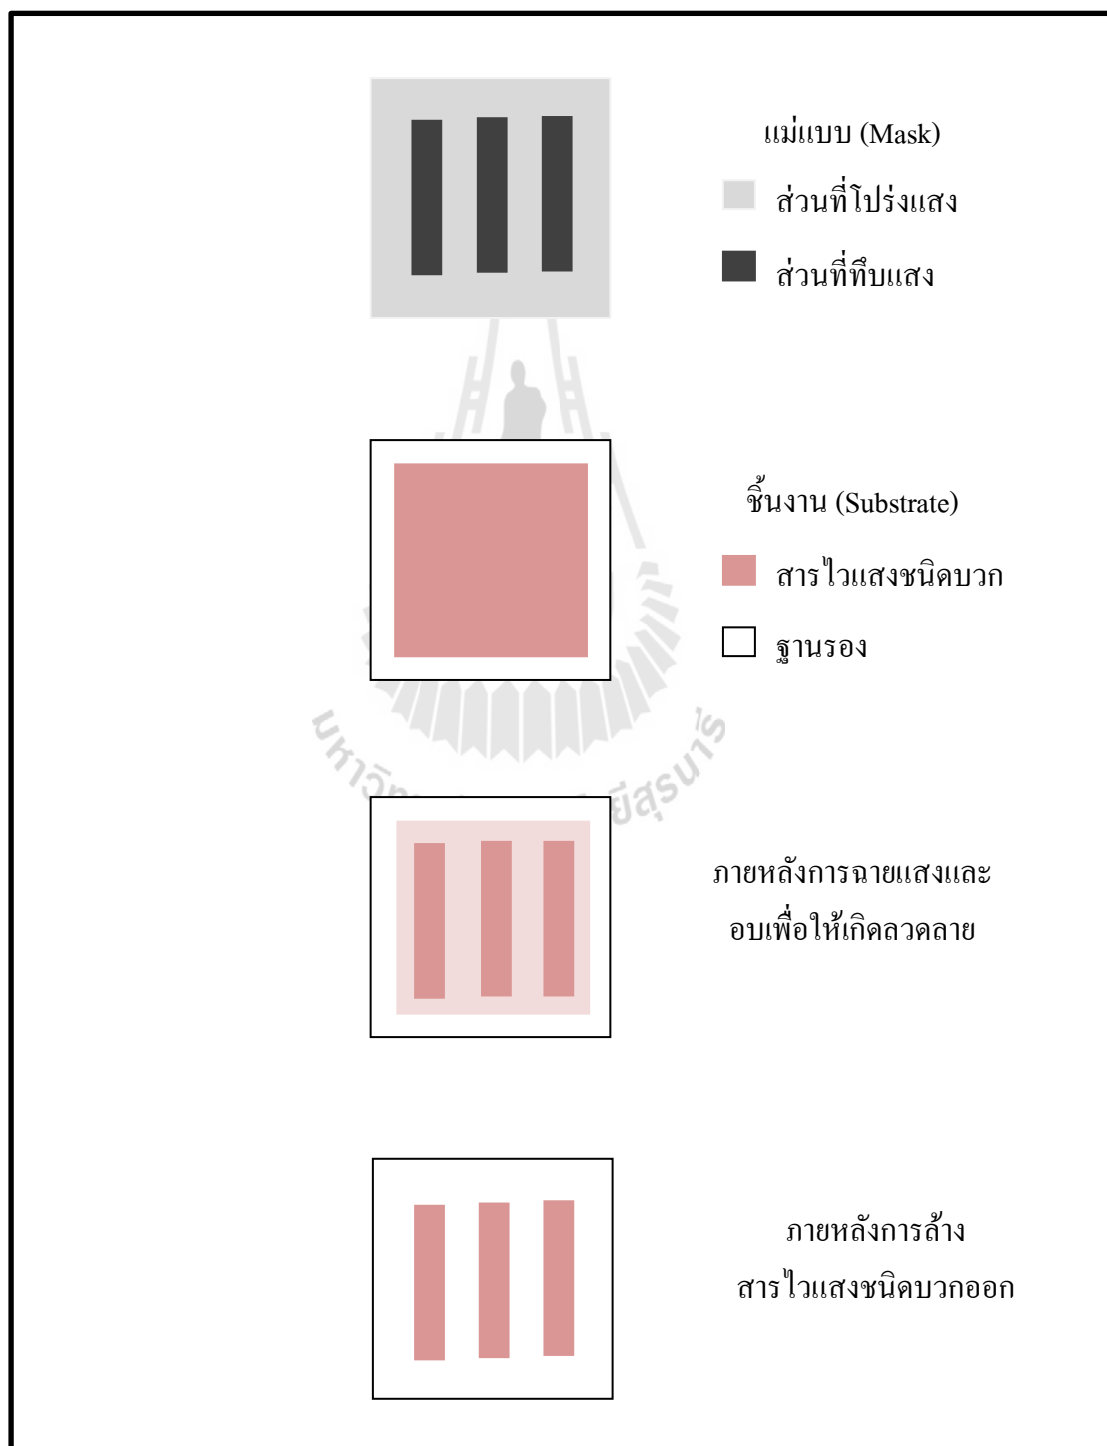 แม่แบบ (Mask)
ส่วนที่โปร่งแสง
ส่วนที่ทึบแสง
ชิ้นงาน (Substrate)
สารไวแสงชนิดบวก
ฐานรอง
ภายหลังการฉายแสงและ
อบเพื่อให้เกิดลวดลาย
ภายหลังการล้าง
สารไวแสงชนิดบวกออก